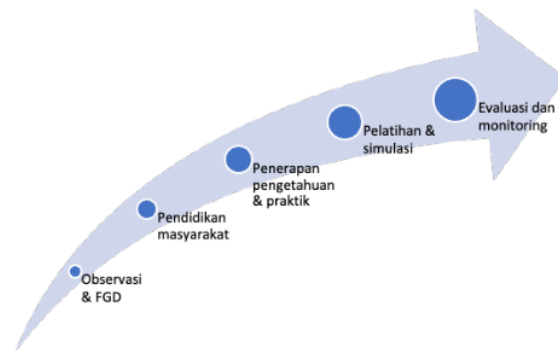 Observasi
& FGD
Pendidikan
masyarakat
Penerapan
pengetahuan
& praktik
Pelatihan &
simulasi
Evaluasi dan
monitoring